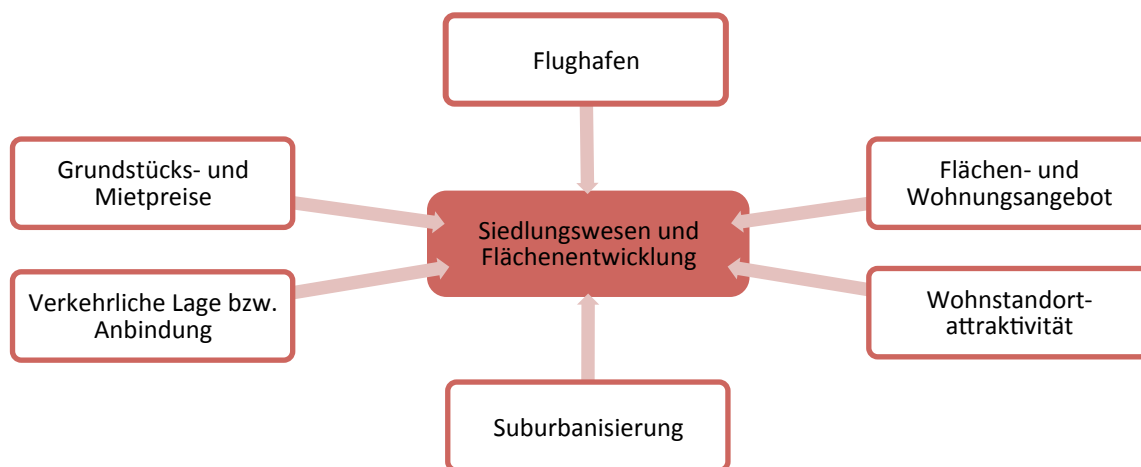 Flughafen
Grundstücks- und
Mietpreise
Flächen- und
Wohnungsangebot
Siedlungswesen und
Flächenentwicklung
Verkehrliche Lage bzw.
Anbindung
Wohnstandort-
attraktivität
Suburbanisierung